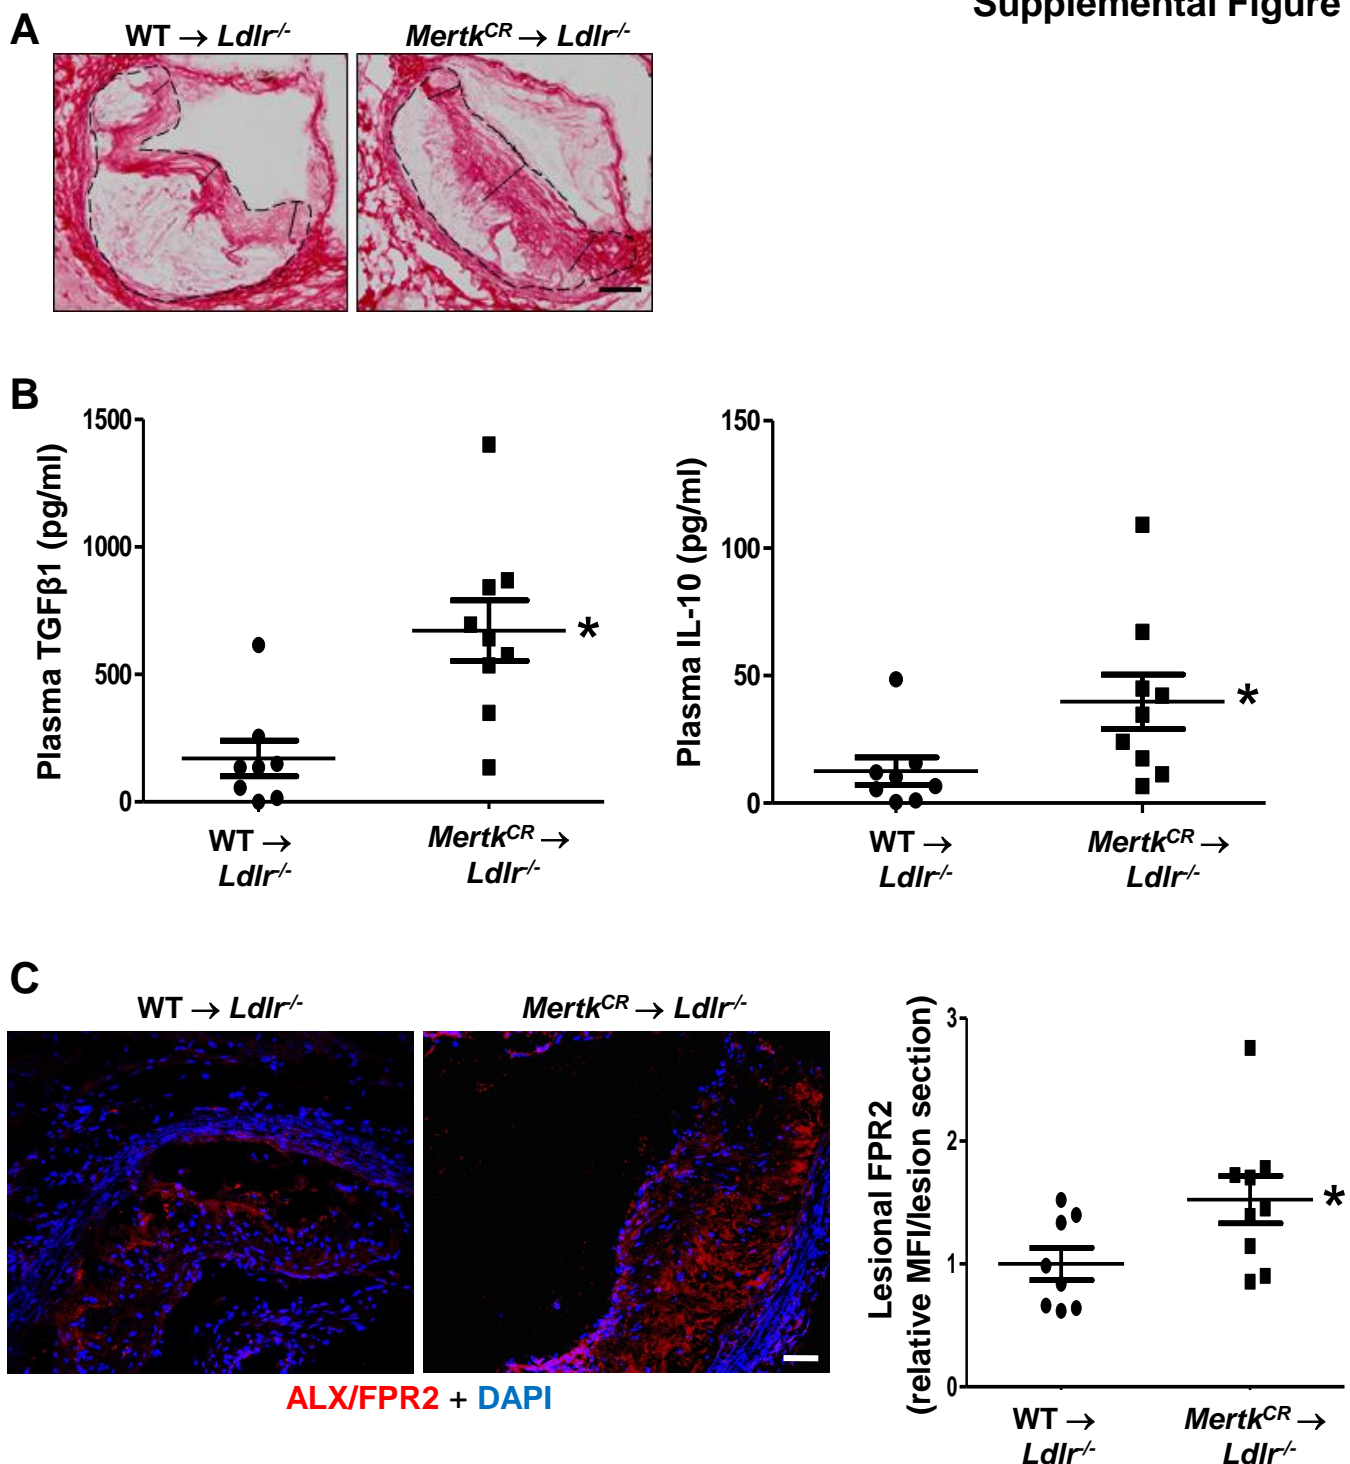 Supplemental Figure
A
WT → Ldlr-/-
MertkCR → Ldlr-/-
B
Plasma TGFβ1 (pg/ml)
1500
1000
500
0
*
WT →
Ldlr-/-
MertkCR →
Ldlr-/-
Plasma IL-10 (pg/ml)
150
100
50
0
*
WT →
Ldlr-/-
MertkCR →
Ldlr-/-
C
WT → Ldlr-/-
MertkCR → Ldlr-/-
ALX/FPR2 + DAPI
Lesional FPR2
(relative MFI/lesion section)
3
2
1
0
*
WT →
Ldlr-/-
MertkCR →
Ldlr-/-